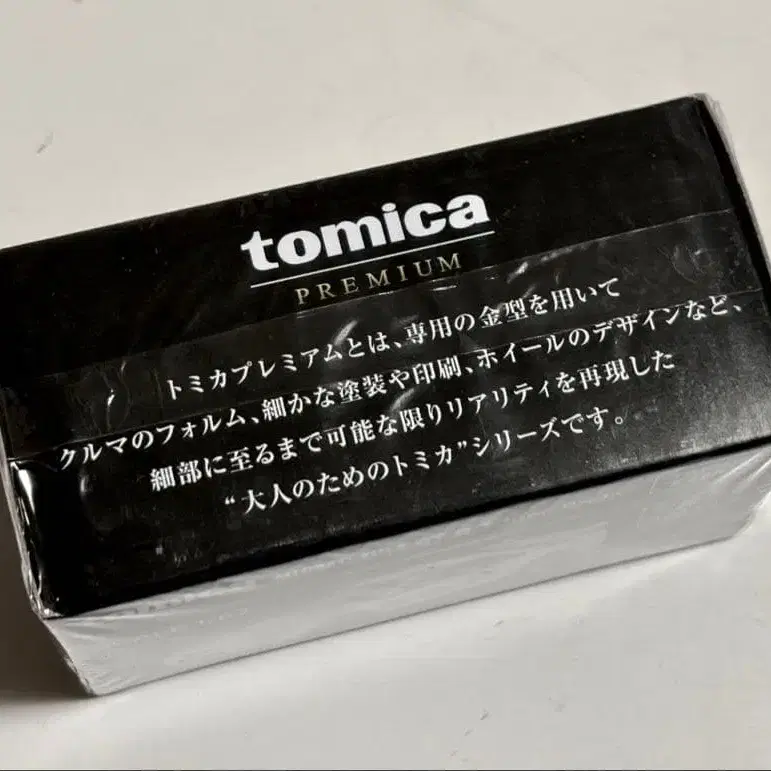 tomica
PREMIUM
トミカプレミアムとは、専用の金型を用いて
クルマのフォルム、細かな塗装や印刷、ホイールのデザインなど、
細部に至るまで可能な限りリアリティを再現した
“大人のためのトミカ”シリーズです。